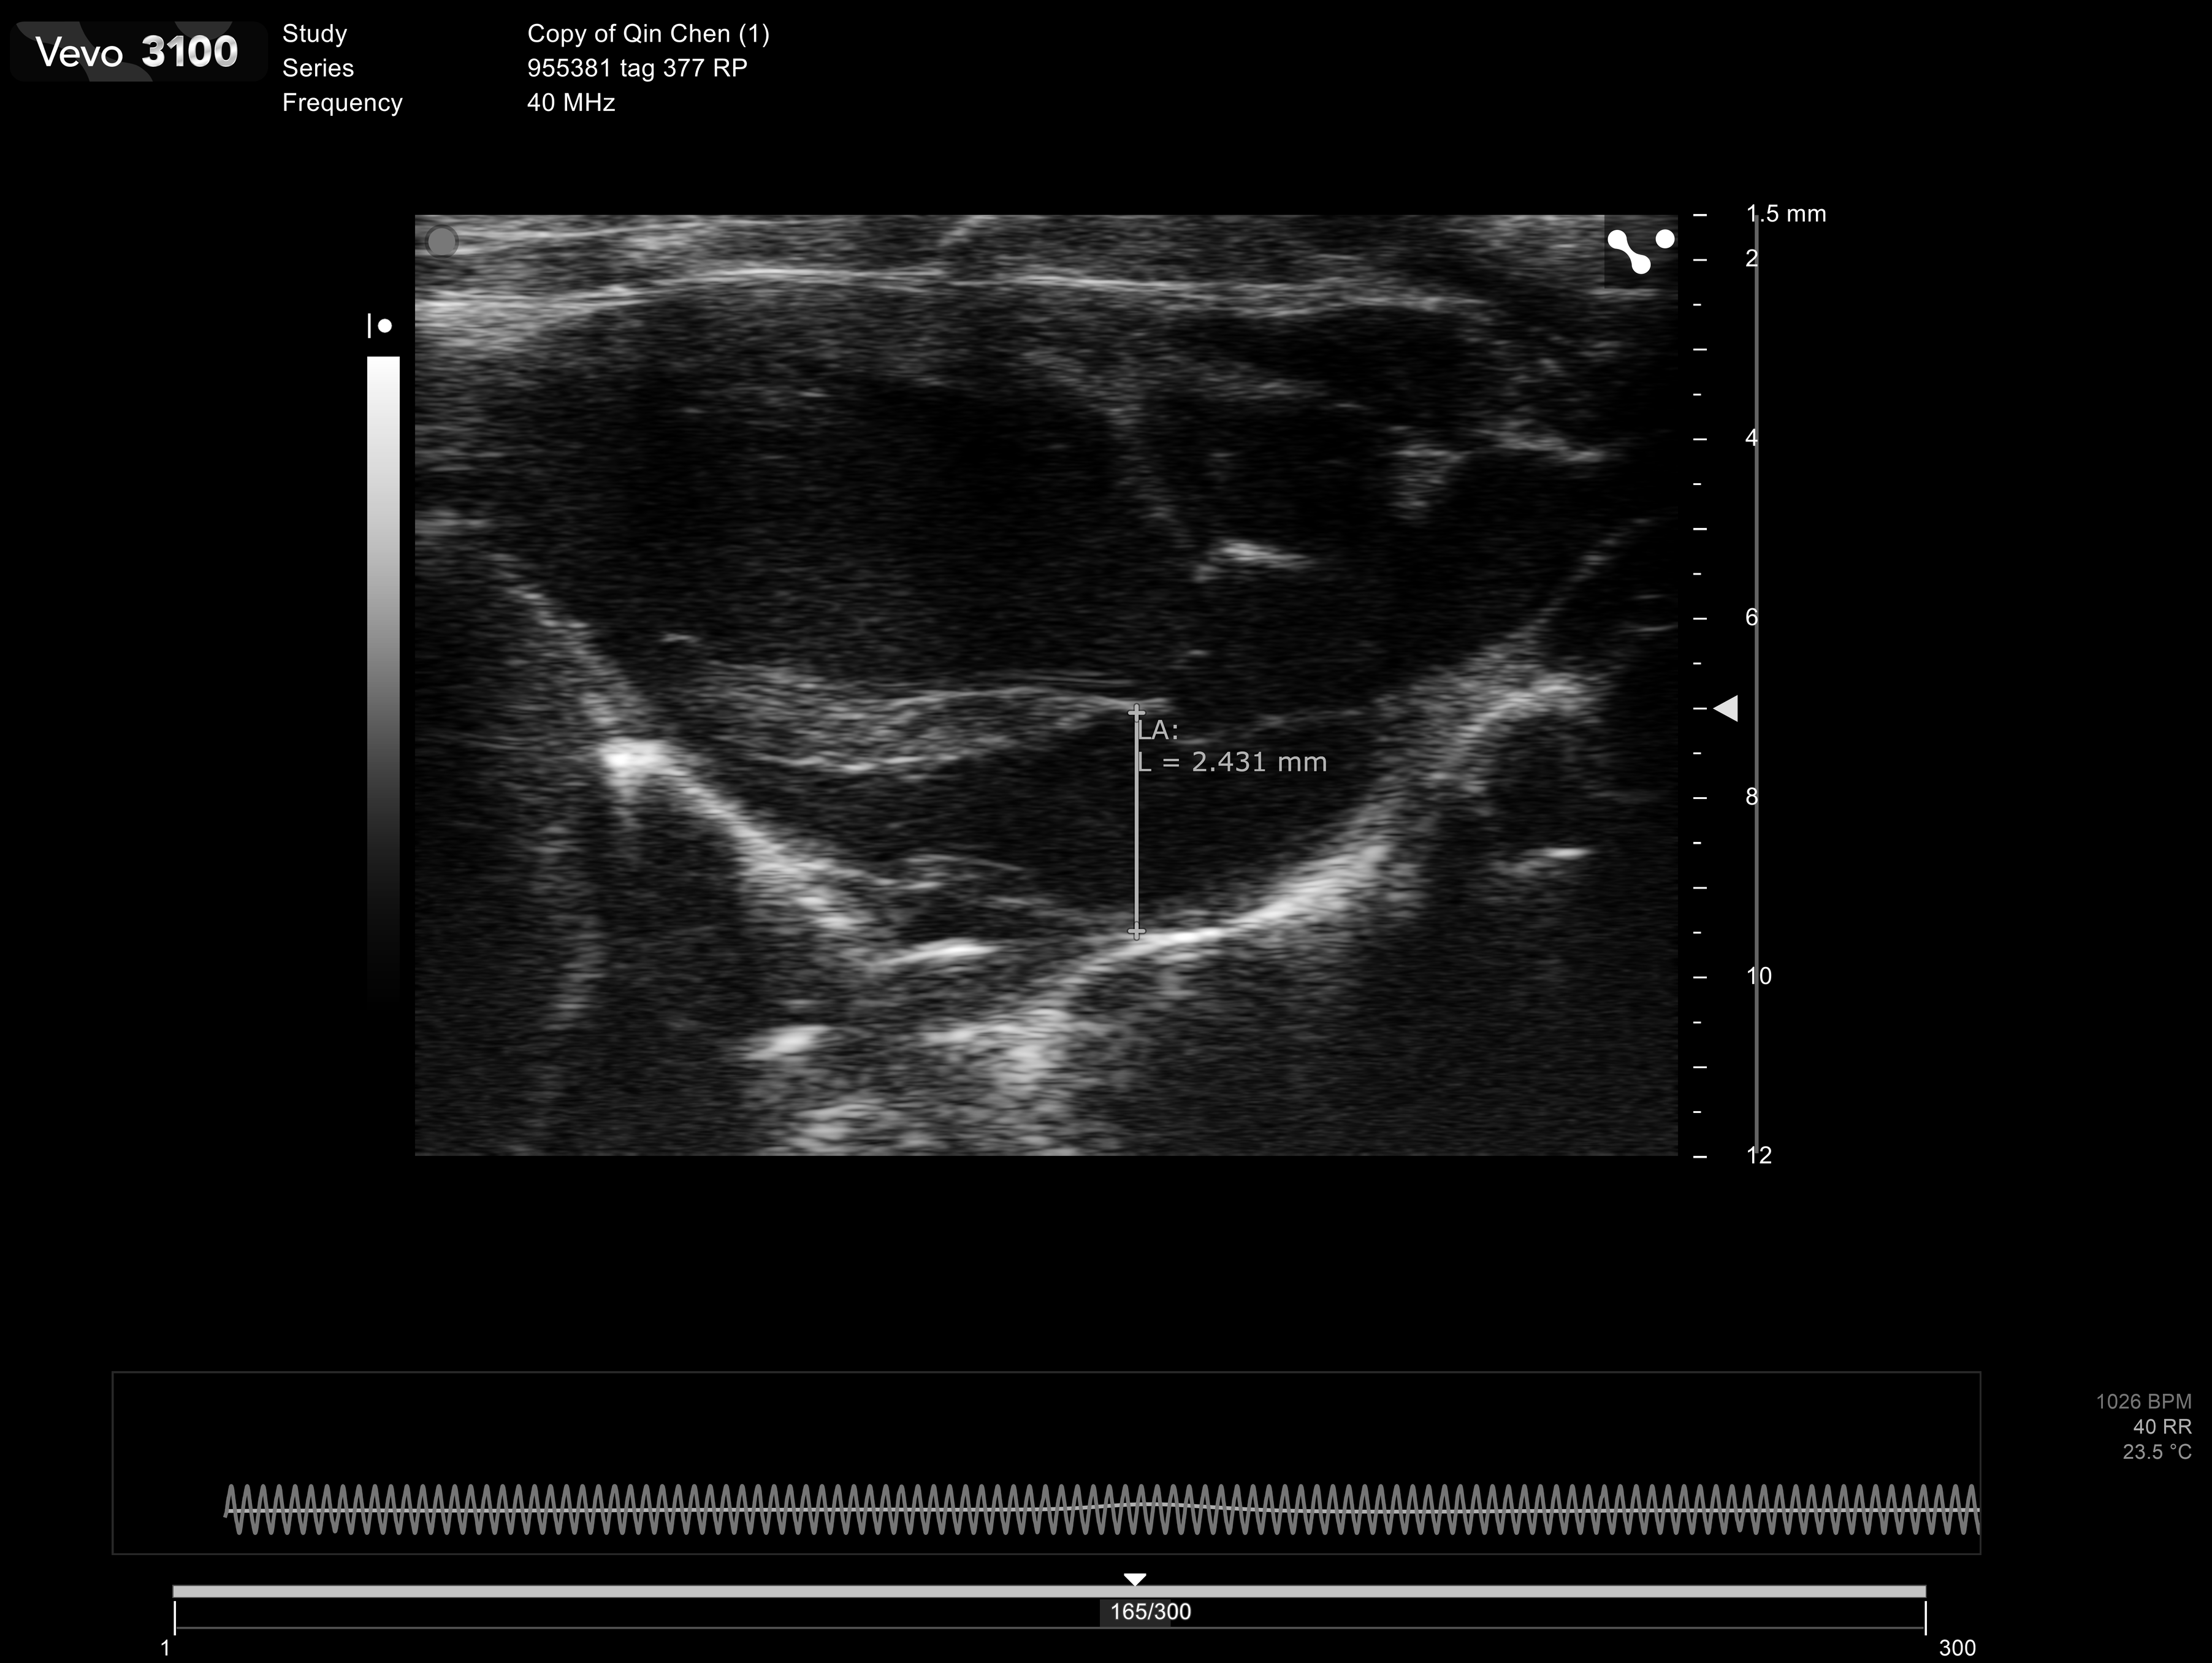 Vevo 3100
Study Copy of Qin Chen (1)
Series 955381 tag 377 RP
Frequency 40 MHz
1.5 mm
2
4
6
LA:
L = 2.431 mm
8
10
12
1026 BPM
40 RR
23.5 °C
165/300
1
300